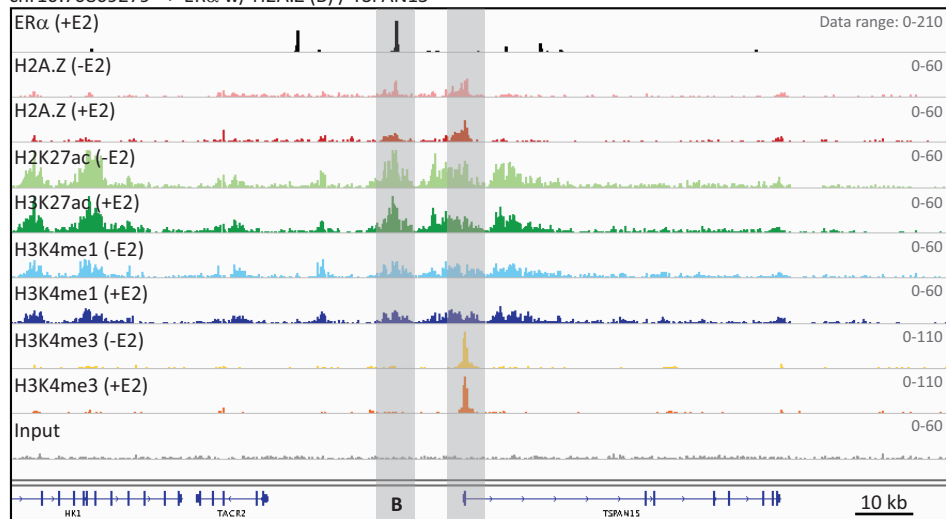 ERα (+E2)
Data range: 0-210
H2A.Z (-E2)
0-60
H2A.Z (+E2)
0-60
H2K27ac (-E2)
0-60
H3K27ac (+E2)
0-60
H3K4me1 (-E2)
0-60
H3K4me1 (+E2)
0-60
H3K4me3 (-E2)
0-110
H3K4me3 (+E2)
0-110
Input
0-60
HK1
TACR2
B
TSPAN15
10 kb